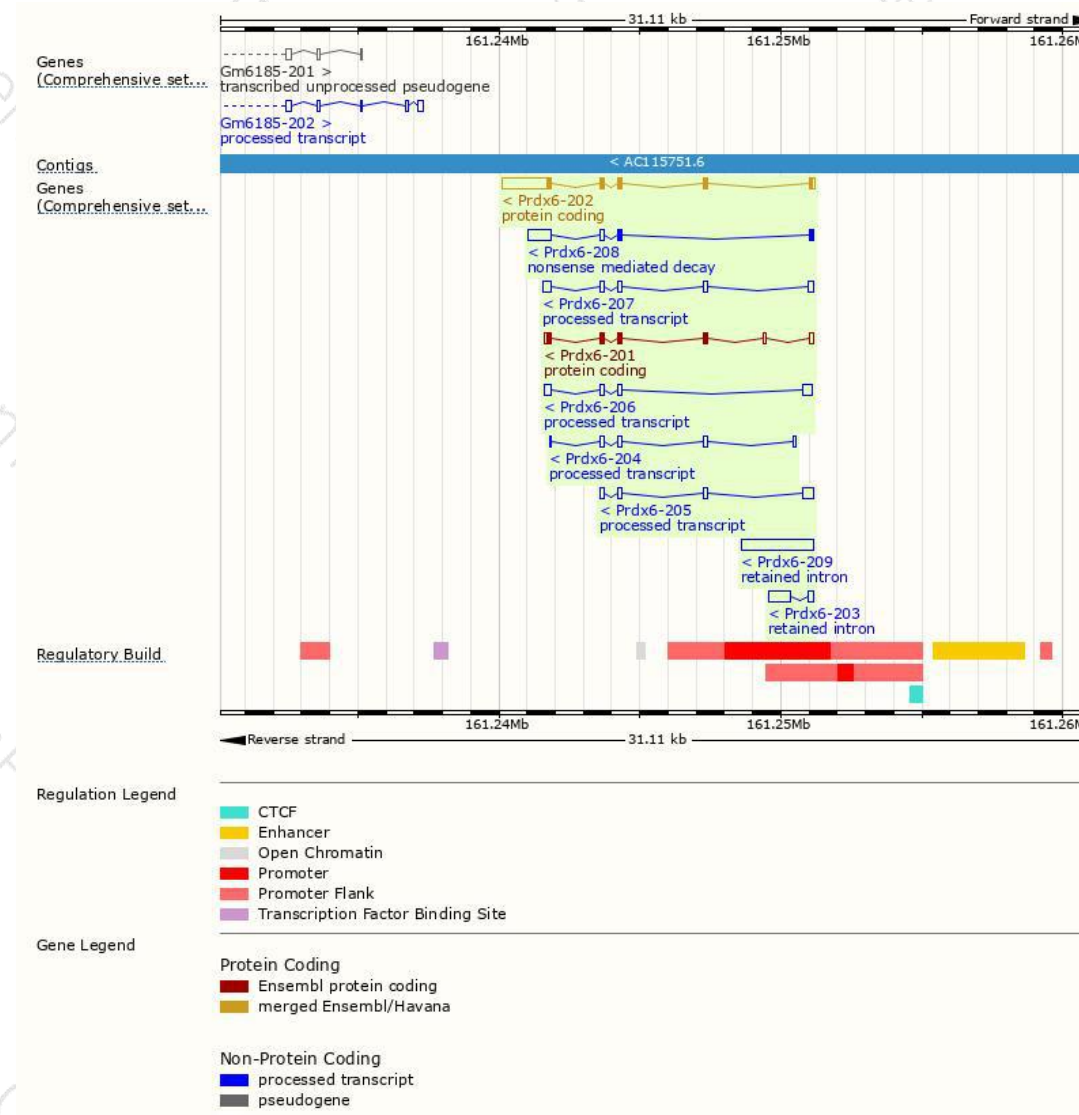 31.11 kb Forward strand
161.24Mb 161.25Mb 161.26M
Genes
(Comprehensive set...
Gm6185-201 >
transcribed unprocessed pseudogene
Gm6185-202 >
processed transcript
Contigs
< AC115751.6
Genes
(Comprehensive set...
< Prdx6-202
protein coding
< Prdx6-208
nonsense mediated decay
< Prdx6-207
processed transcript
< Prdx6-201
protein coding
< Prdx6-206
processed transcript
< Prdx6-204
processed transcript
< Prdx6-205
processed transcript
< Prdx6-209
retained intron
< Prdx6-203
retained intron
Regulatory Build
161.24Mb 161.25Mb 161.26M
Reverse strand 31.11 kb
Regulation Legend
CTCF
Enhancer
Open Chromatin
Promoter
Promoter Flank
Transcription Factor Binding Site
Gene Legend
Protein Coding
Ensembl protein coding
merged Ensembl/Havana
Non-Protein Coding
processed transcript
pseudogene